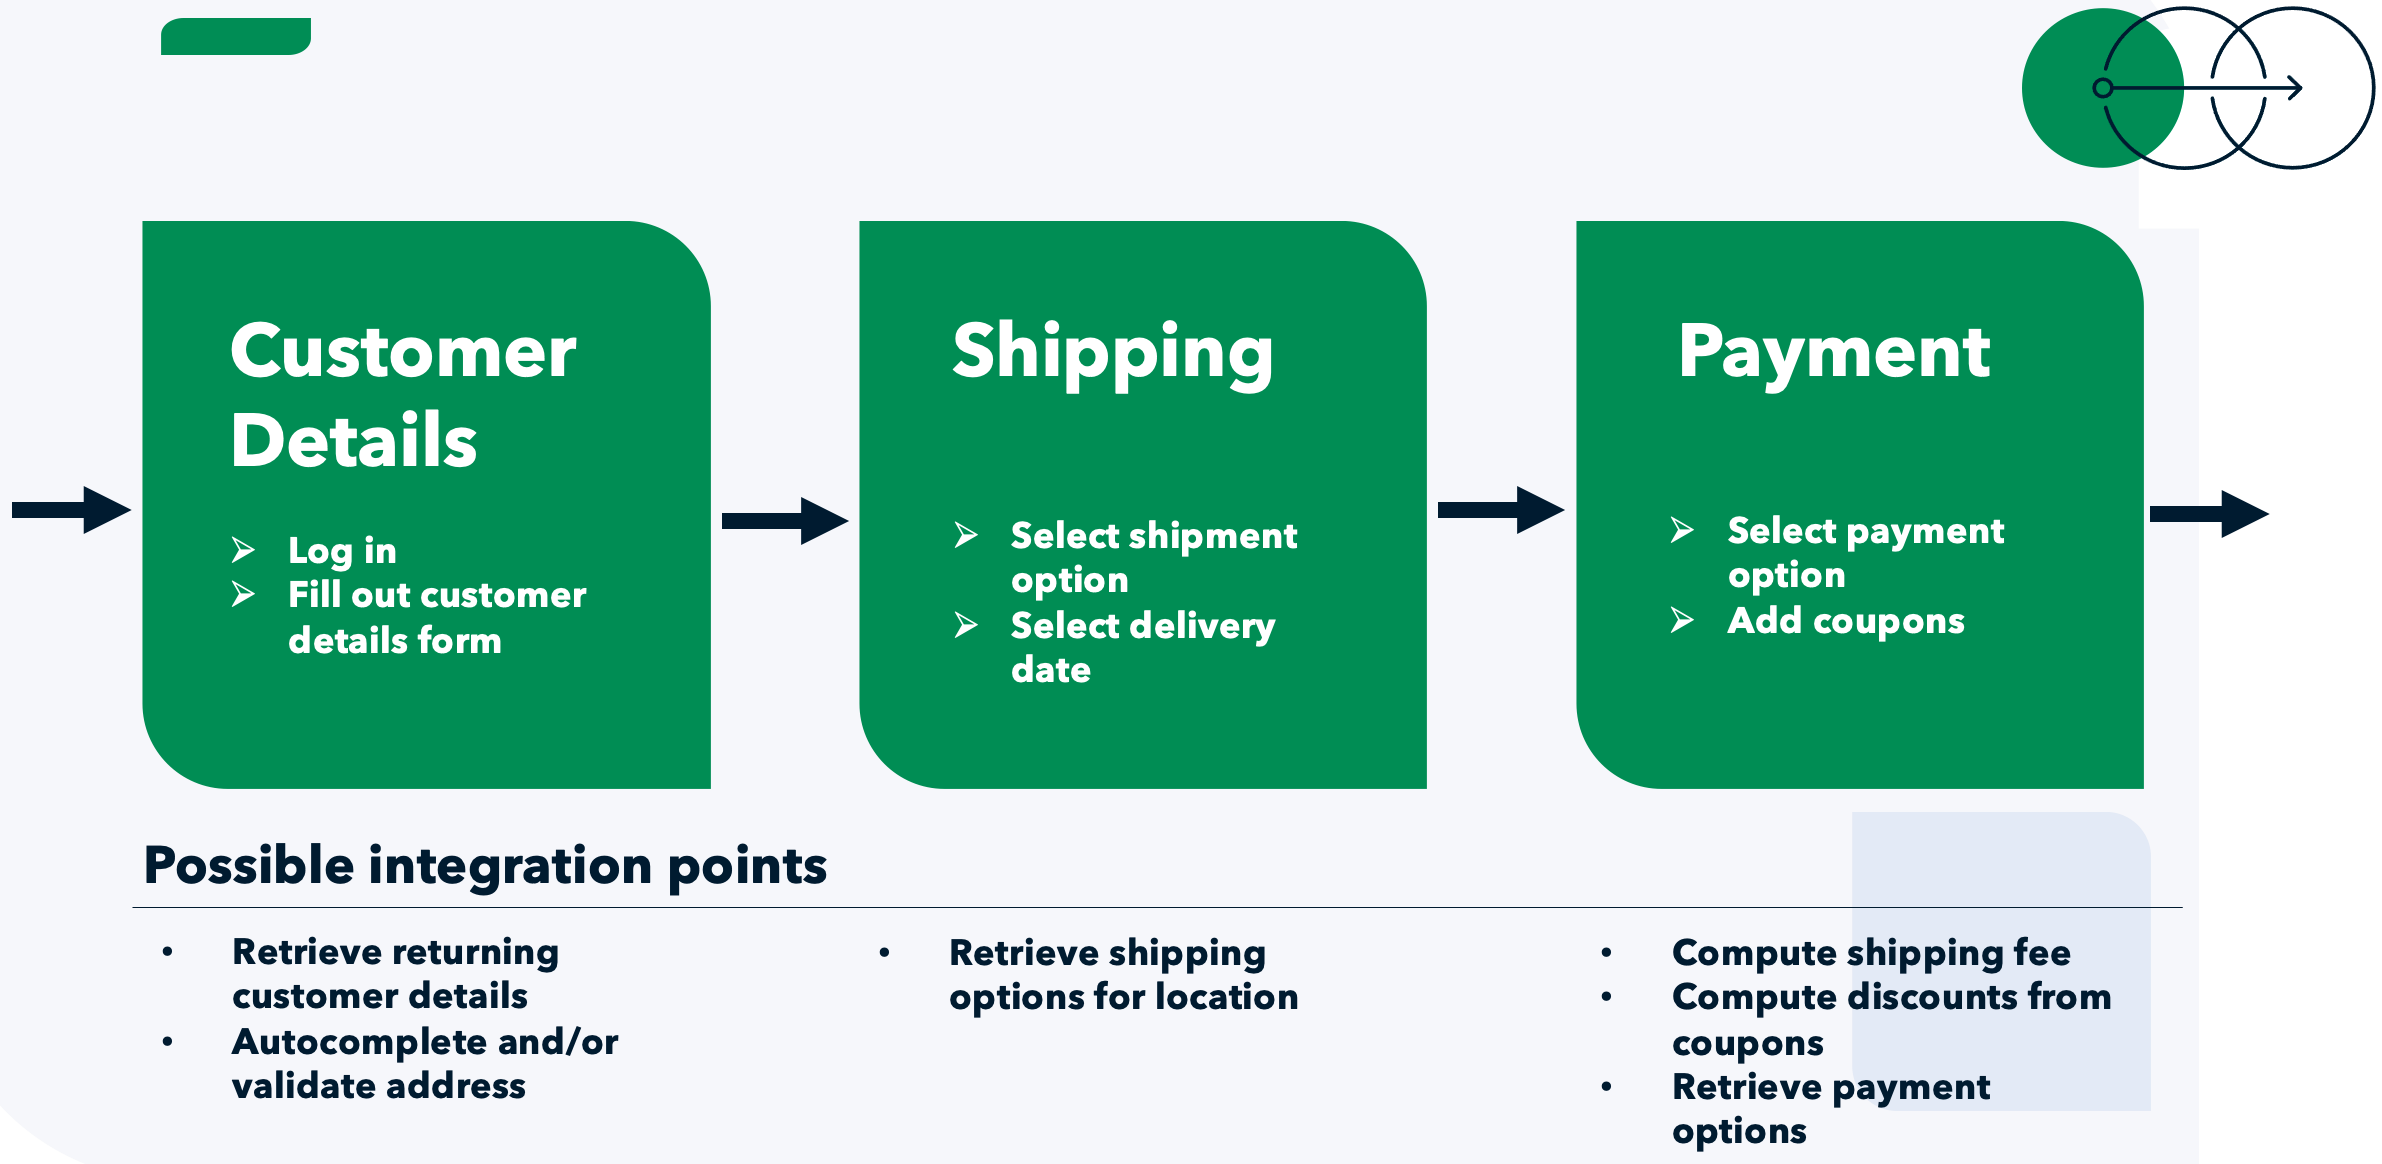 Customer
Details
➢ Log in
➢ Fill out customer
details form
Shipping
➢ Select shipment
option
➢ Select delivery
date
Payment
➢ Select payment
option
➢ Add coupons
Possible integration points
• Retrieve returning
customer details
• Autocomplete and/or
validate address
• Retrieve shipping
options for location
• Compute shipping fee
• Compute discounts from
coupons
• Retrieve payment
options